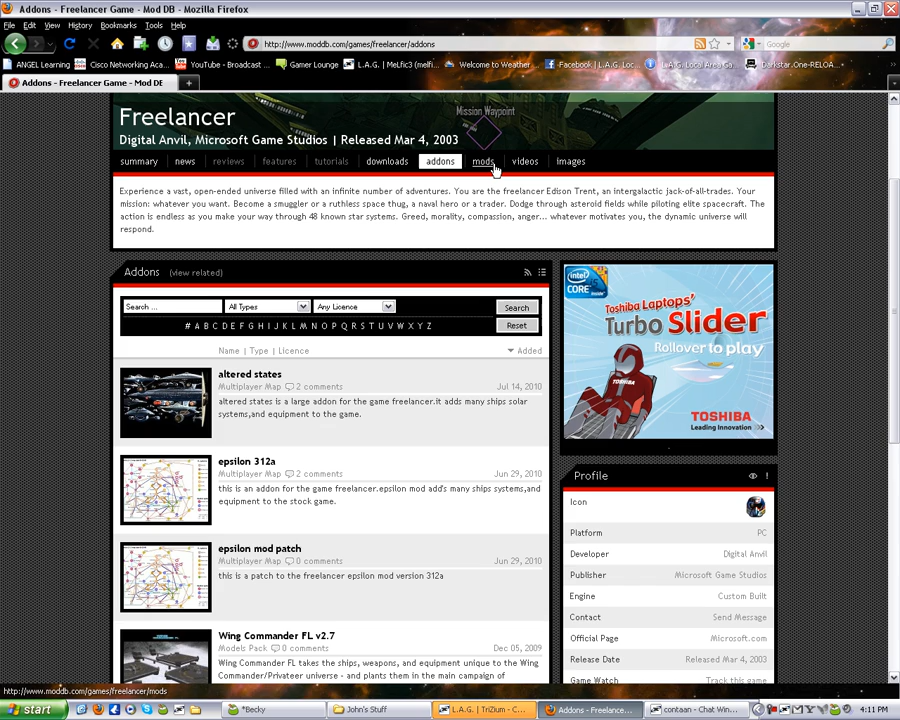 Addons - Freelancer Game - Mod DB - Mozilla Firefox
File Edit View History Bookmarks Tools Help
http://www.moddb.com/games/freelancer/addons
Google
ANGEL Learning Cisco Networking Aca... YouTube - Broadcast ... Gamer Lounge L.A.G. | MeLfic3 (melfi... Welcome to Weather ... Facebook | L.A.G. Loc... L.A.G. Local Area Ga... Darkstar.One-RELOA...
Addons - Freelancer Game - Mod DB
Mission Waypoint
Freelancer
Digital Anvil, Microsoft Game Studios | Released Mar 4, 2003
summary news reviews features tutorials downloads addons mods videos images
Experience a vast, open-ended universe filled with an infinite number of adventures. You are the freelancer Edison Trent, an intergalactic jack-of-all-trades. Your
mission: whatever you want. Become a smuggler or a ruthless space thug, a naval hero or a trader. Dodge through asteroid fields while piloting elite spacecraft. The
action is endless as you make your way through 48 known star systems. Greed, morality, compassion, anger... whatever motivates you, the dynamic universe will
respond.
Addons (view related)
Search ... All Types Any Licence Search
# A B C D E F G H I J K L M N O P Q R S T U V W X Y Z Reset
Name | Type | Licence Added
altered states
Multiplayer Map 2 comments Jul 14, 2010
altered states is a large addon for the game freelancer.it adds many ships solar
systems,and equipment to the game.
epsilon 312a
Multiplayer Map 2 comments Jun 29, 2010
this is an addon for the game freelancer.epsilon mod add's many ships systems,and
equipment to the stock game.
epsilon mod patch
Multiplayer Map 0 comments Jun 29, 2010
this is a patch to the freelancer epsilon mod version 312a
Wing Commander FL v2.7
Models Pack 0 comments Dec 05, 2009
Wing Commander FL takes the ships, weapons, and equipment unique to the Wing
Commander/Privateer universe - and plants them in the main campaign of
intel
CORE i5
inside
Toshiba Laptops'
Turbo Slider
Rollover to play
TOSHIBA
TOSHIBA
Leading Innovation >>>
Profile
Icon
Platform PC
Developer Digital Anvil
Publisher Microsoft Game Studios
Engine Custom Built
Contact Send Message
Official Page Microsoft.com
Release Date Released Mar 4, 2003
Game Watch Track this game
http://www.moddb.com/games/freelancer/mods
start *Becky John's Stuff L.A.G. | TriZium - C... Addons - Freelance... contaan - Chat Win... 4:11 PM